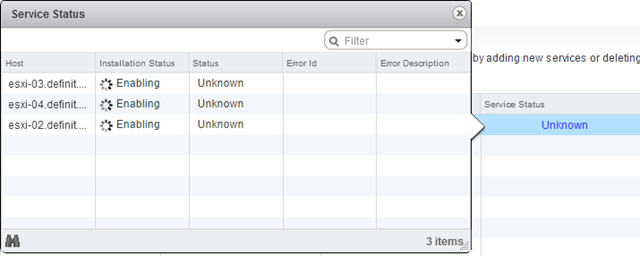 Service Status
Filter
by adding new services or deleting
Host Installation Status Status Error Id Error Description
Service Status
esxi-03.definit.... Enabling Unknown
esxi-04.definit.... Enabling Unknown
esxi-02.definit.... Enabling Unknown
Unknown
3 items